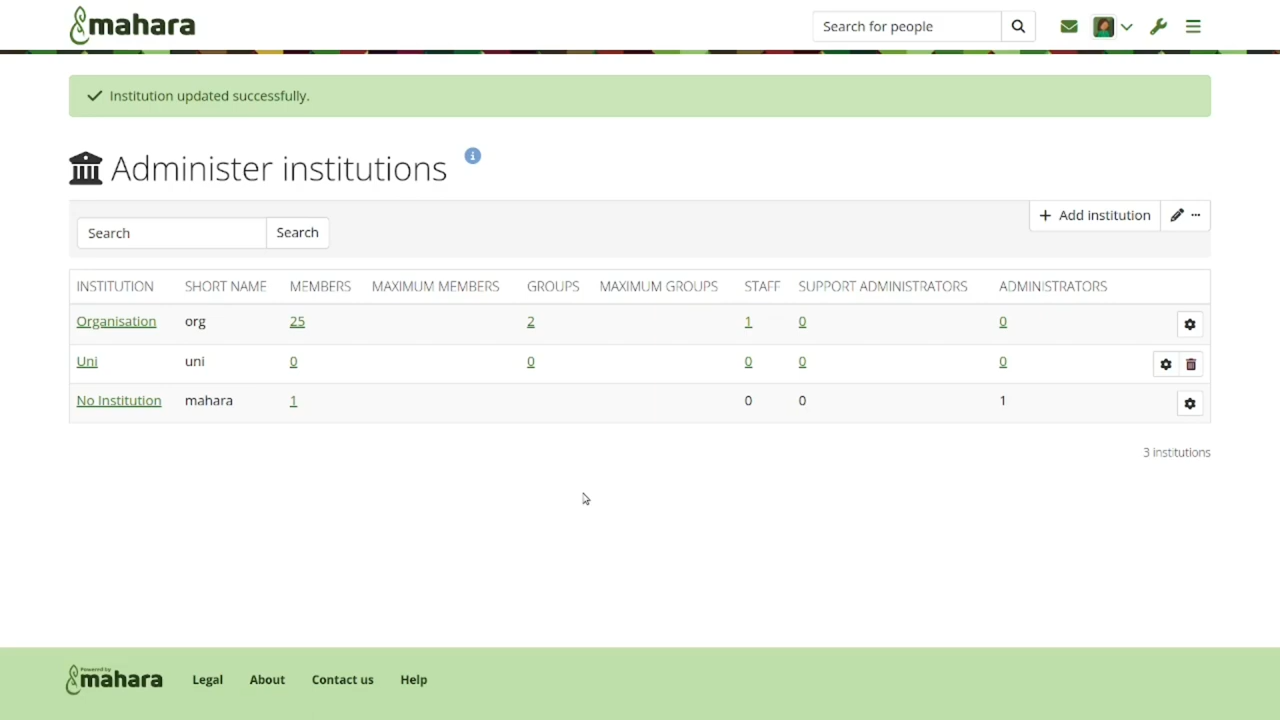 mahara
Search for people
Institution updated successfully.
Administer institutions
Search Search
+ Add institution
INSTITUTION SHORT NAME MEMBERS MAXIMUM MEMBERS GROUPS MAXIMUM GROUPS STAFF SUPPORT ADMINISTRATORS ADMINISTRATORS
Organisation org 25 2 1 0 0
Uni uni 0 0 0 0 0
No Institution mahara 1 0 0 1
3 institutions
Powered by
mahara Legal About Contact us Help